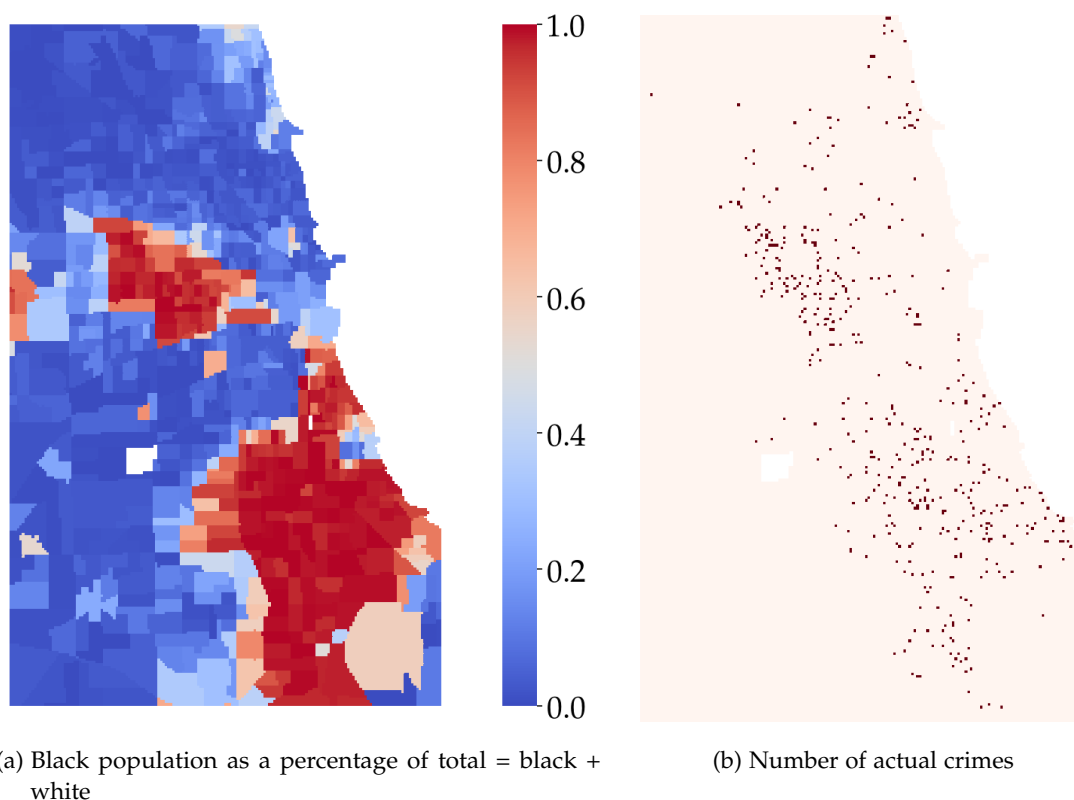 1.0
0.8
0.6
0.4
0.2
0.0
(a) Black population as a percentage of total = black +
white
(b) Number of actual crimes